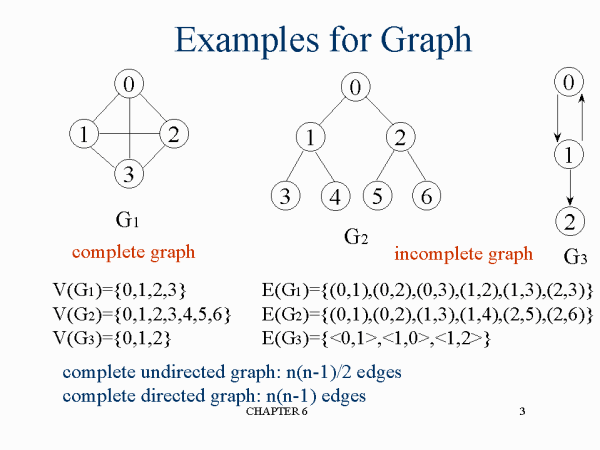 Examples for Graph
0
1 2
3
G1
complete graph
0
1 2
3 4 5 6
G2
incomplete graph
0
1
2
G3
V(G1)={0,1,2,3} E(G1)={(0,1),(0,2),(0,3),(1,2),(1,3),(2,3)}
V(G2)={0,1,2,3,4,5,6} E(G2)={(0,1),(0,2),(1,3),(1,4),(2,5),(2,6)}
V(G3)={0,1,2} E(G3)={<0,1>,<1,0>,<1,2>}
complete undirected graph: n(n-1)/2 edges
complete directed graph: n(n-1) edges
CHAPTER 6 3